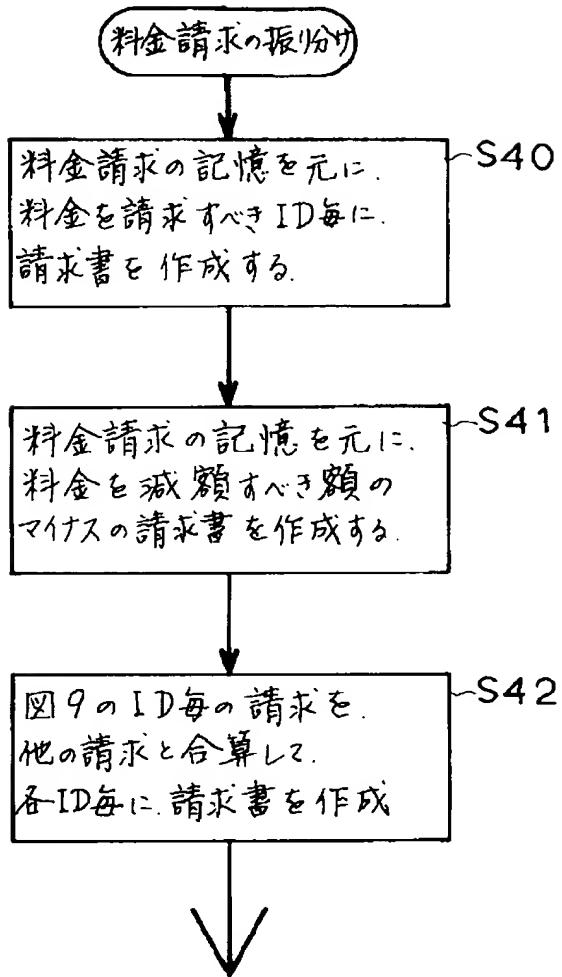 料金請求の振り分け
S40
料金請求の記憶を元に.
料金を請求すべきID毎に.
請求書を作成する.
S41
料金請求の記憶を元に.
料金を減額すべき額の
マイナスの請求書を作成する.
S42
図9のID毎の請求を.
他の請求と合算して.
各ID毎に.請求書を作成